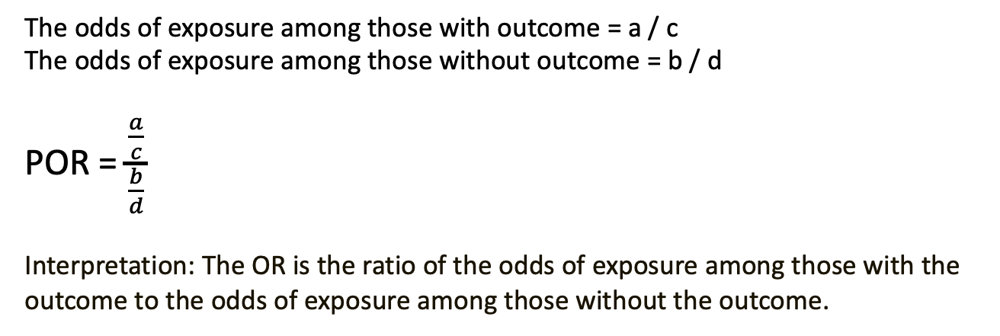 The odds of exposure among those with outcome = a / c
The odds of exposure among those without outcome = b / d
POR = \frac{\frac{a}{c}}{\frac{b}{d}}
Interpretation: The OR is the ratio of the odds of exposure among those with the
outcome to the odds of exposure among those without the outcome.